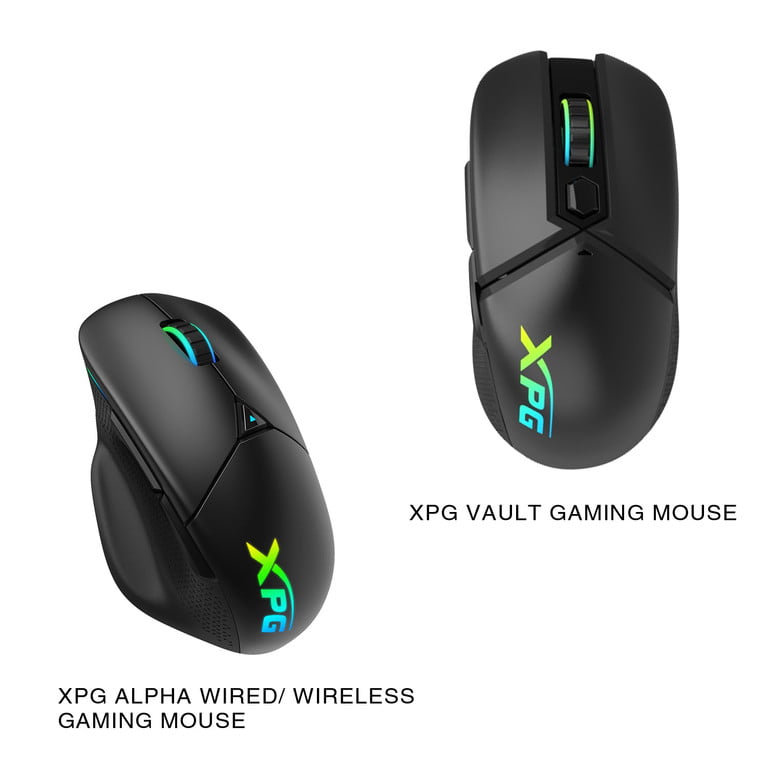 XPG
XPG VAULT GAMING MOUSE
XPG
XPG ALPHA WIRED/ WIRELESS
GAMING MOUSE